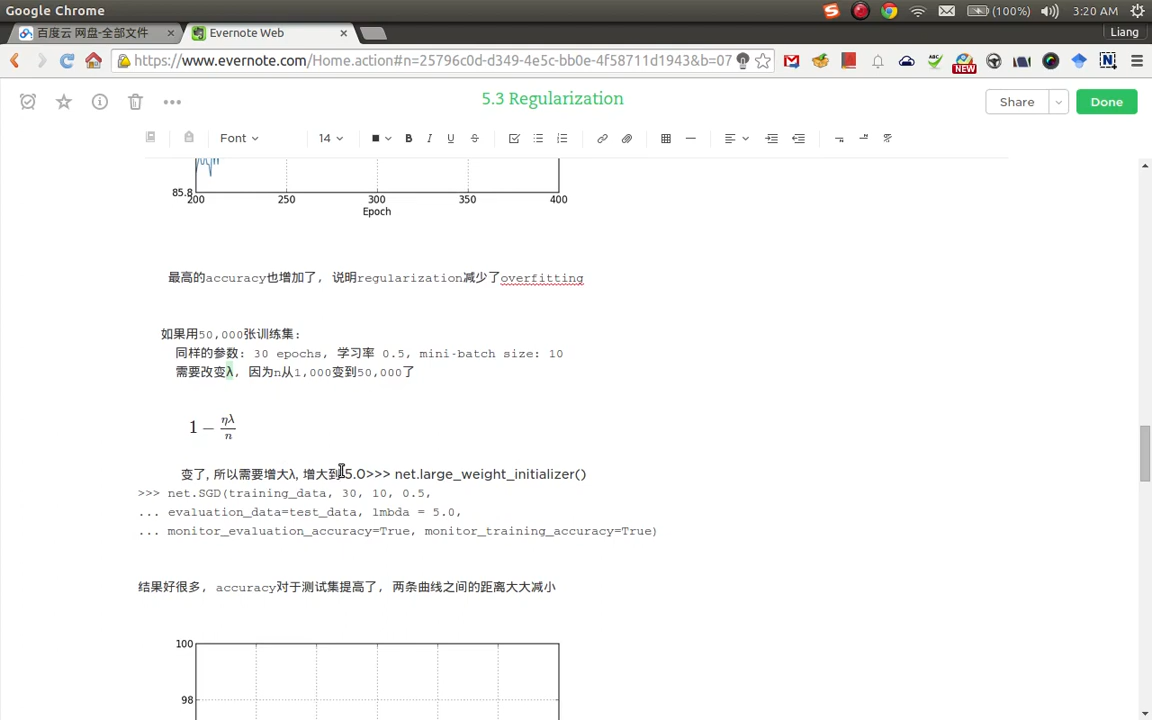 Google Chrome
(100%)
3:20 AM
百度云 网盘-全部文件
Evernote Web
Liang
https://www.evernote.com/Home.action#n=25796c0d-d349-4e5c-bb0e-4f58711d1943&b=07
NEW
N
5.3 Regularization
Share
Done
Font
14
B
I
U
S
85.8
200
250
300
350
400
Epoch
最高的accuracy也增加了, 说明regularization减少了overfitting
如果用50,000张训练集:
同样的参数: 30 epochs, 学习率 0.5, mini-batch size: 10
需要改变λ, 因为n从1,000变到50,000了
1 − ηλ/n
变了, 所以需要增大λ, 增大到 5.0>>> net.large_weight_initializer()
>>> net.SGD(training_data, 30, 10, 0.5,
... evaluation_data=test_data, lmbda = 5.0,
... monitor_evaluation_accuracy=True, monitor_training_accuracy=True)
结果好很多, accuracy对于测试集提高了, 两条曲线之间的距离大大减小
100
98